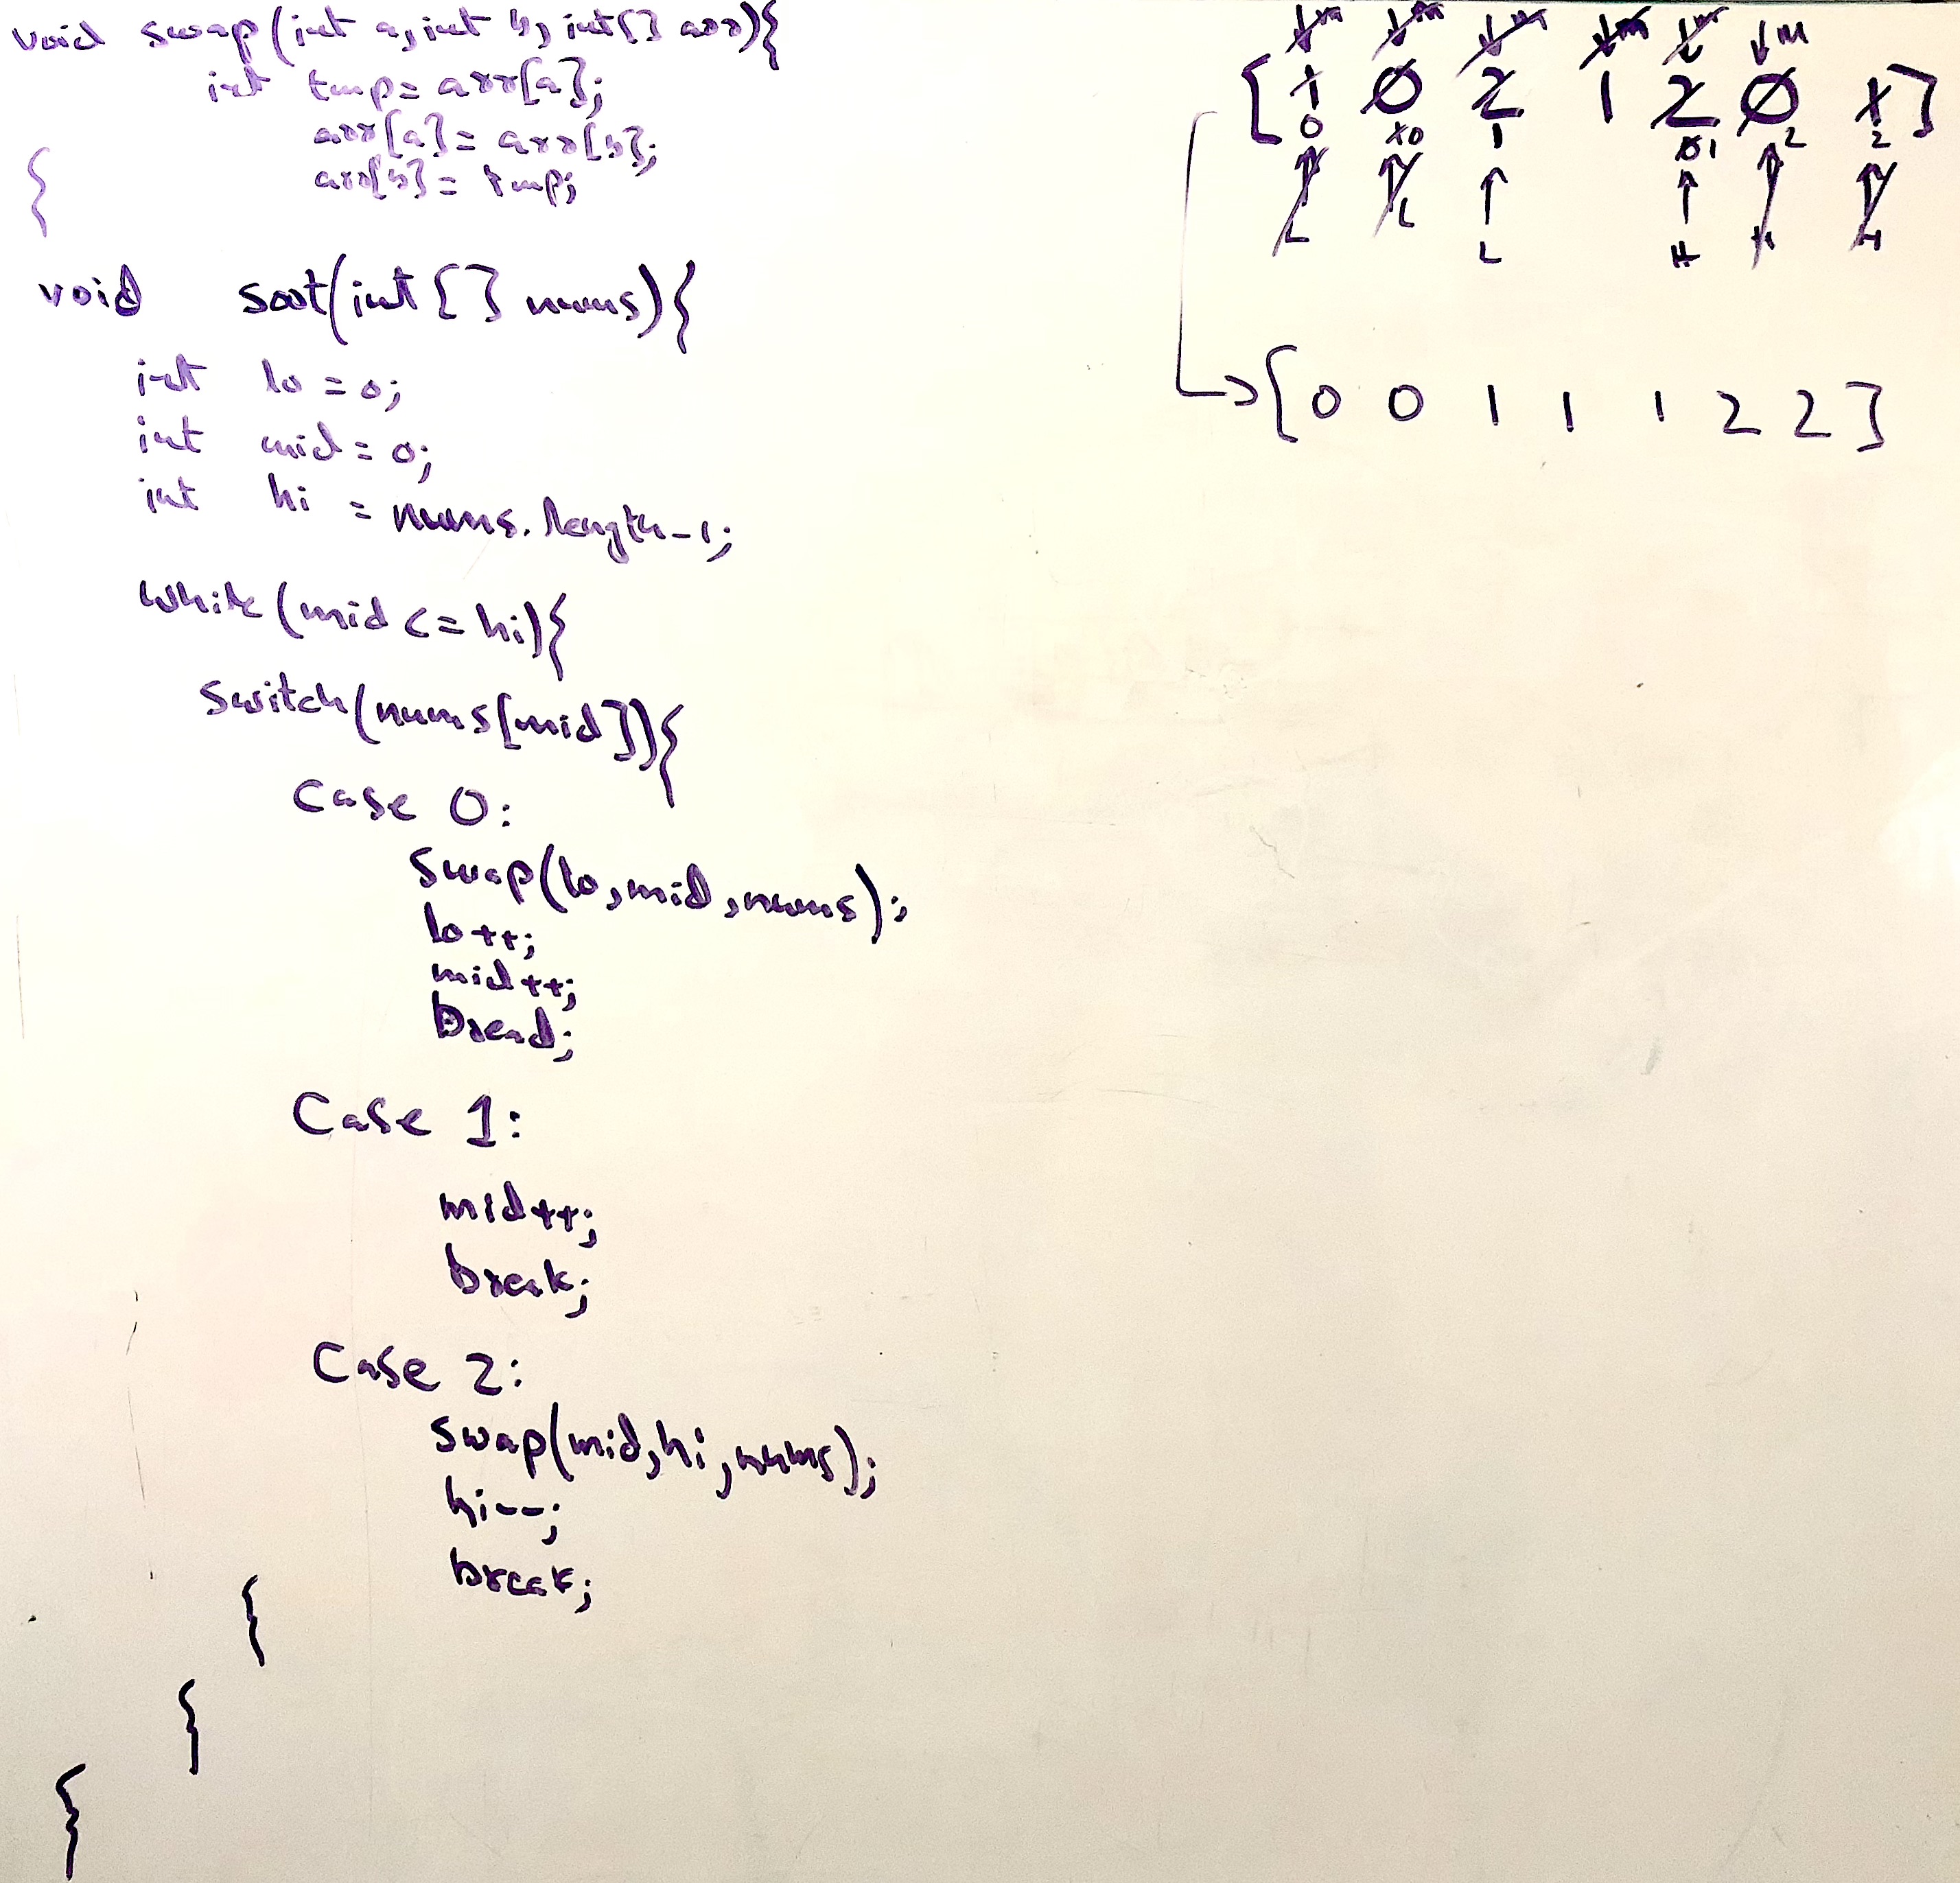 void swap(int a, int b, int[] arr){
int tmp = arr[a];
arr[a] = arr[b];
arr[b] = tmp;
{
void sort(int [] nums){
int lo = 0;
int mid = 0;
int hi = nums.length-1;
while (mid <= hi){
switch(nums[mid]){
case 0:
swap(lo,mid,nums);
lo++;
mid++;
bread;
Case 1:
mid++;
break;
Case 2:
swap(mid,hi,nums);
hi--;
break;
{
{
{
m m m m m m
[1 0 2 1 2 0 1]
0 10 1 01 2 2
L L L H H H
[0 0 1 1 1 2 2]